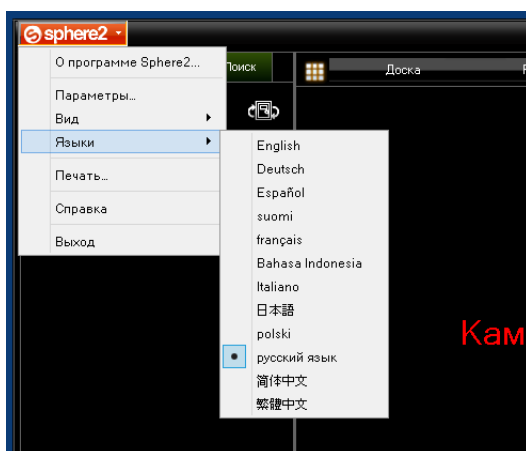 sphere2
О программе Sphere2...
Поиск
Доска
Параметры...
Вид
Языки
English
Deutsch
Español
suomi
français
Bahasa Indonesia
Italiano
日本語
polski
русский язык
简体中文
繁體中文
Печать...
Справка
Выход
Кам